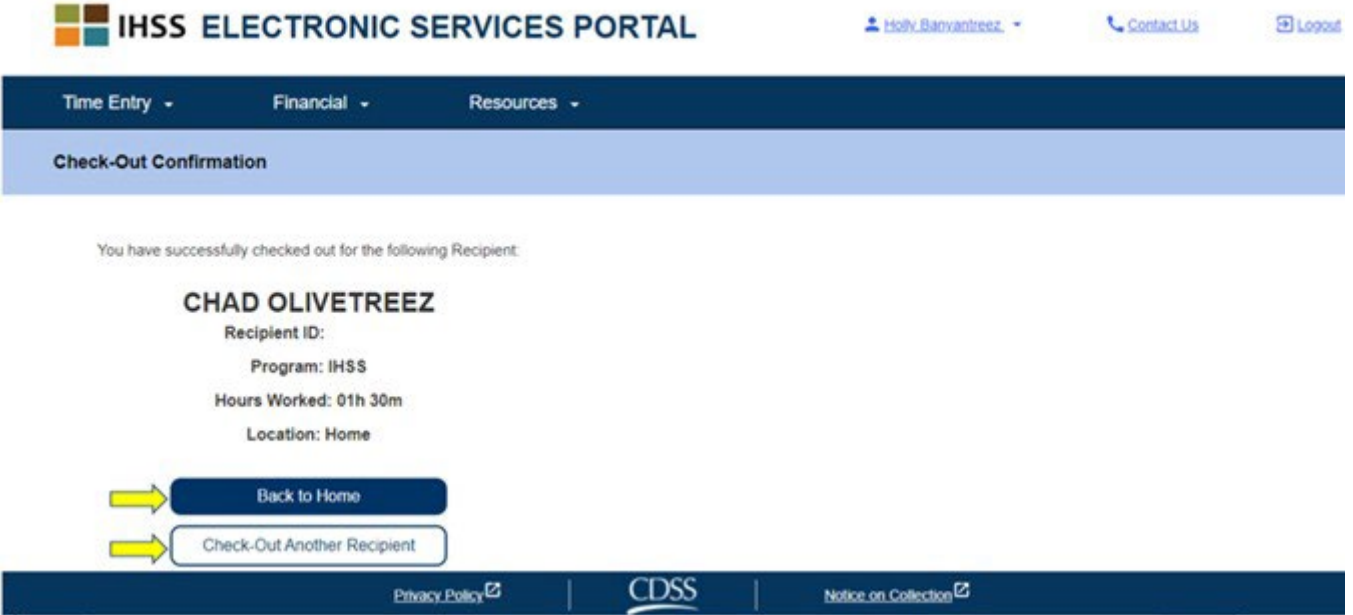 IHSS ELECTRONIC SERVICES PORTAL
Holly Banyantreez
Contact Us
Logout
Time Entry
Financial
Resources
Check-Out Confirmation
You have successfully checked out for the following Recipient:
CHAD OLIVETREEZ
Recipient ID:
Program: IHSS
Hours Worked: 01h 30m
Location: Home
Back to Home
Check-Out Another Recipient
Privacy Policy
CDSS
Notice on Collection